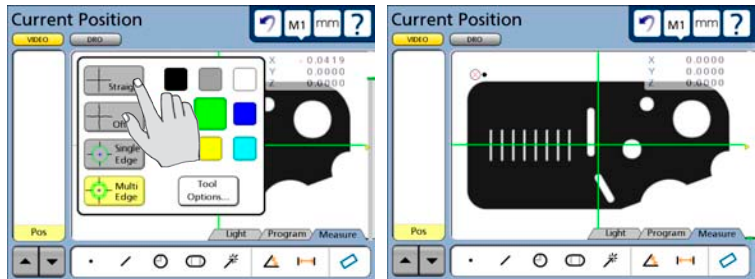 Current Position
M1 mm ?
VIDEO DRO
X - 0.0419
Y 0.0000
Z 0.0000
Single
Edge
Multi
Edge
Tool
Options...
Pos
Light Program Measure
Current Position
M1 mm ?
VIDEO DRO
X 0.0000
Y 0.0000
Z 0.0000
Pos
Light Program Measure